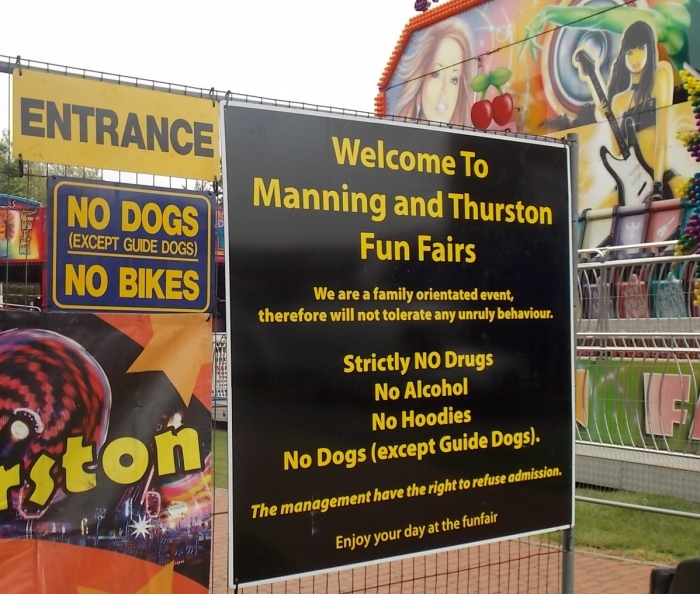 ENTRANCE
NO DOGS
(EXCEPT GUIDE DOGS)
NO BIKES
rston
Welcome To
Manning and Thurston
Fun Fairs
We are a family orientated event,
therefore will not tolerate any unruly behaviour.
Strictly NO Drugs
No Alcohol
No Hoodies
No Dogs (except Guide Dogs).
The management have the right to refuse admission.
Enjoy your day at the funfair
F